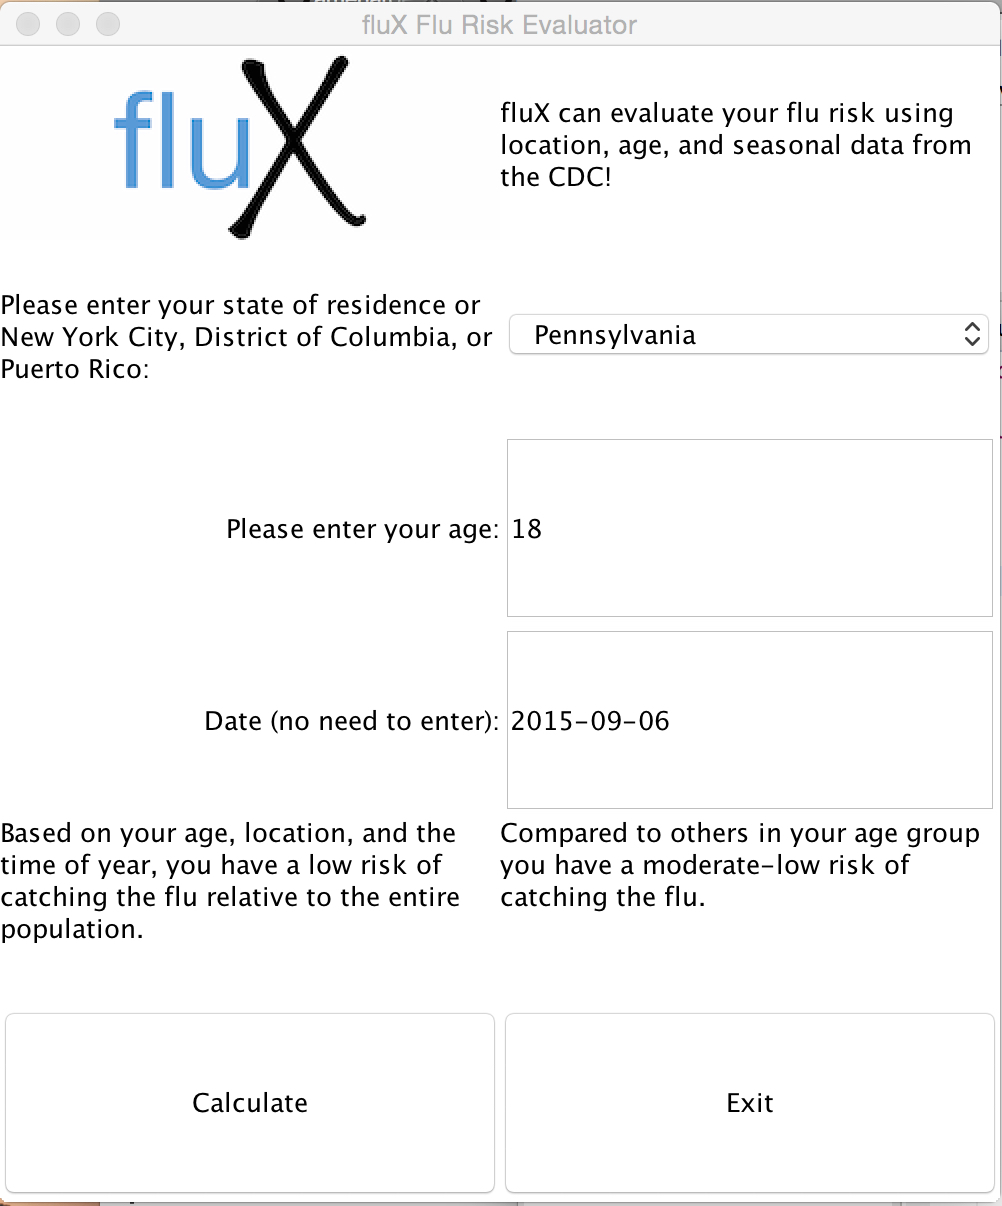 fluX Flu Risk Evaluator
fluX
fluX can evaluate your flu risk using
location, age, and seasonal data from
the CDC!
Please enter your state of residence or
New York City, District of Columbia, or
Puerto Rico:
Pennsylvania
Please enter your age:
18
Date (no need to enter):
2015-09-06
Based on your age, location, and the
time of year, you have a low risk of
catching the flu relative to the entire
population.
Compared to others in your age group
you have a moderate-low risk of
catching the flu.
Calculate
Exit